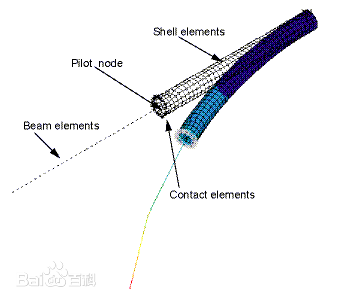 Shell elements
Pilot node
Beam elements
Contact elements
Bai百科